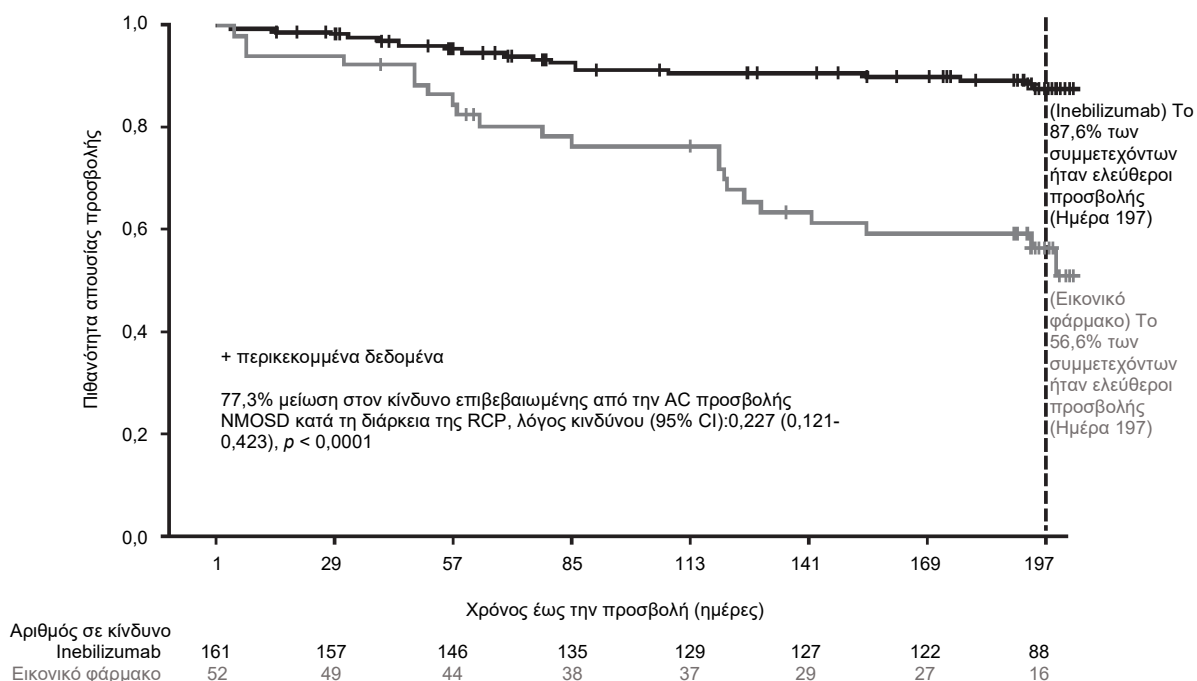 1,0
0,8
0,6
0,4
0,2
0,0
Πιθανότητα απουσίας προσβολής
(Inebilizumab) Το
87,6% των
συμμετεχόντων
ήταν ελεύθεροι
προσβολής
(Ημέρα 197)
(Εικονικό
φάρμακο) Το
56,6% των
συμμετεχόντων
ήταν ελεύθεροι
προσβολής
(Ημέρα 197)
+ περικεκομμένα δεδομένα
77,3% μείωση στον κίνδυνο επιβεβαιωμένης από την AC προσβολής
NMOSD κατά τη διάρκεια της RCP, λόγος κινδύνου (95% CI):0,227 (0,121-
0,423), p < 0,0001
1 29 57 85 113 141 169 197
Χρόνος έως την προσβολή (ημέρες)
Αριθμός σε κίνδυνο
Inebilizumab 161 157 146 135 129 127 122 88
Εικονικό φάρμακο 52 49 44 38 37 29 27 16